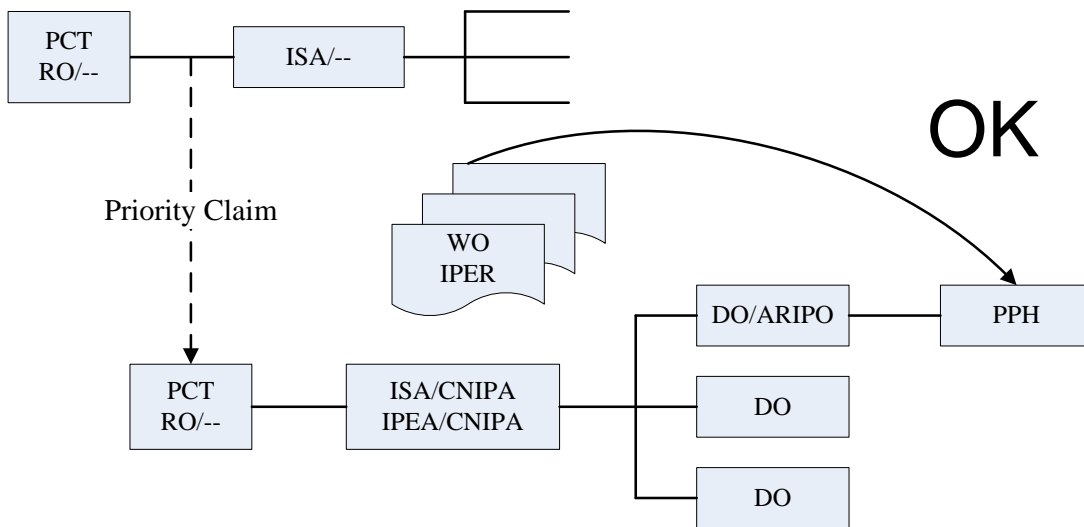 PCT
RO/--
ISA/--
OK
Priority Claim
WO
IPER
DO/ARIPO
PPH
PCT
RO/--
ISA/CNIPA
IPEA/CNIPA
DO
DO